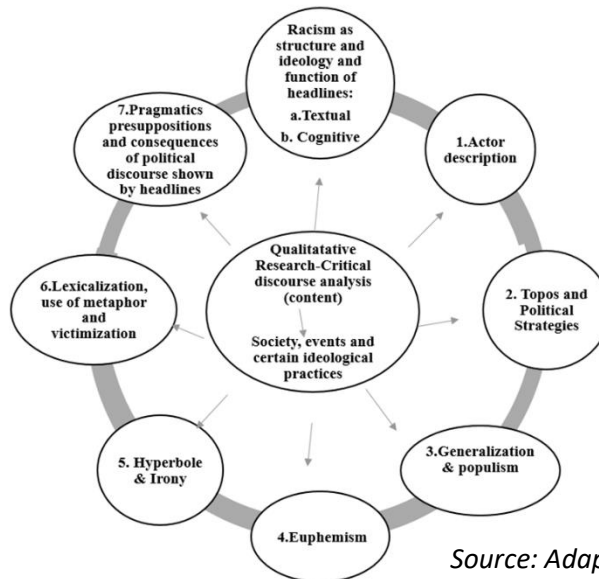 Racism as
structure and
ideology and
function of
headlines:
a.Textual
b. Cognitive
1.Actor
description
2. Topos and
Political
Strategies
3.Generalization
& populism
4.Euphemism
5. Hyperbole
& Irony
6.Lexicalization,
use of metaphor
and
victimization
7.Pragmatics
presuppositions
and consequences
of political
discourse shown
by headlines
Qualitatative
Research-Critical
discourse analysis
(content)
Society, events and
certain ideological
practices
Source: Adap